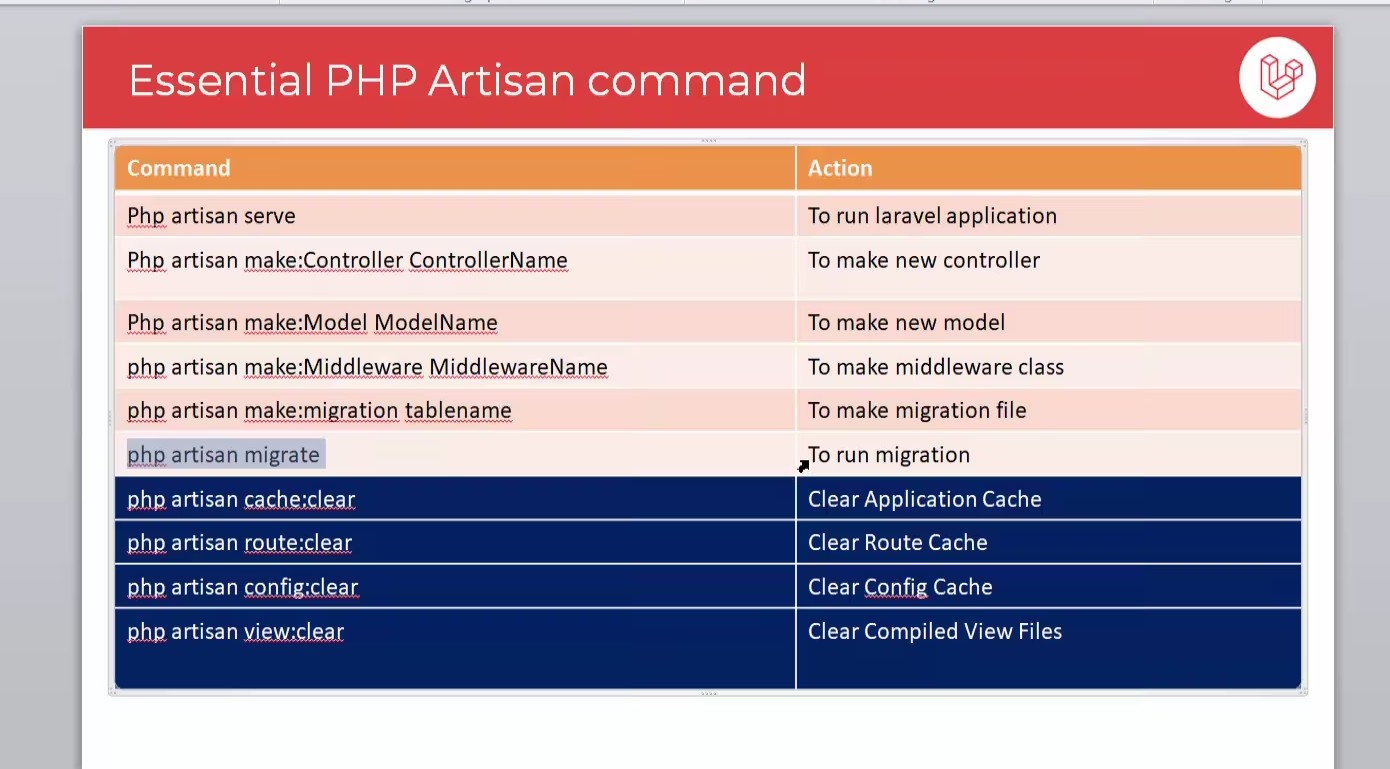 Essential PHP Artisan command
Command Action
Php artisan serve To run laravel application
Php artisan make:Controller ControllerName To make new controller
Php artisan make:Model ModelName To make new model
php artisan make:Middleware MiddlewareName To make middleware class
php artisan make:migration tablename To make migration file
php artisan migrate To run migration
php artisan cache:clear Clear Application Cache
php artisan route:clear Clear Route Cache
php artisan config:clear Clear Config Cache
php artisan view:clear Clear Compiled View Files